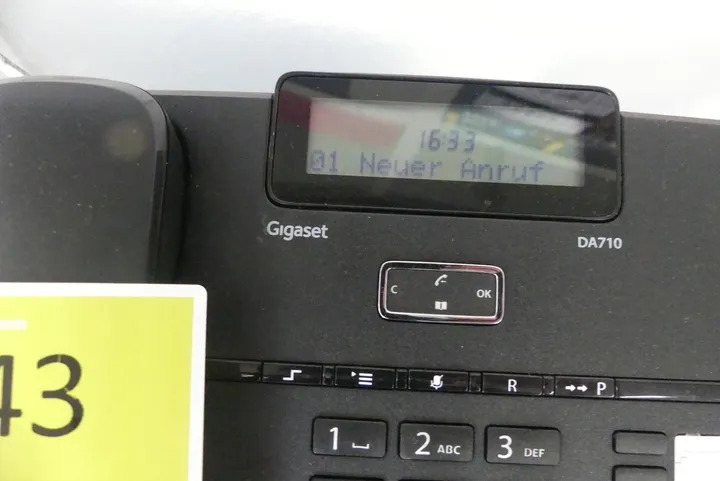 16:33
01 Neuer Anruf
Gigaset
DA710
C
OK
43
R
P
1
2 ABC
3 DEF